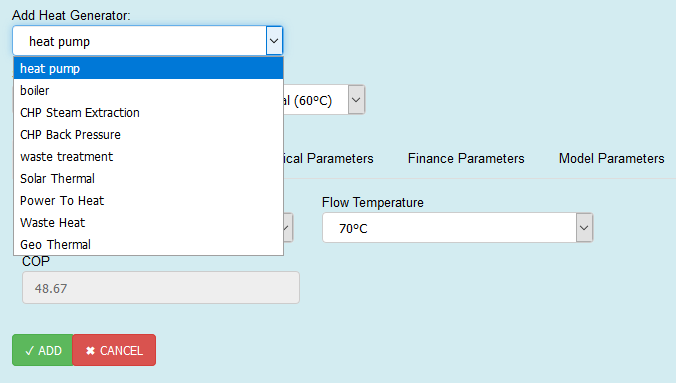 Add Heat Generator:
heat pump
heat pump
boiler
al (60ºC)
CHP Steam Extraction
CHP Back Pressure
waste treatment
ical Parameters Finance Parameters Model Parameters
Solar Thermal
Power To Heat
Flow Temperature
Waste Heat
70ºC
Geo Thermal
COP
48.67
✓ ADD ✖ CANCEL